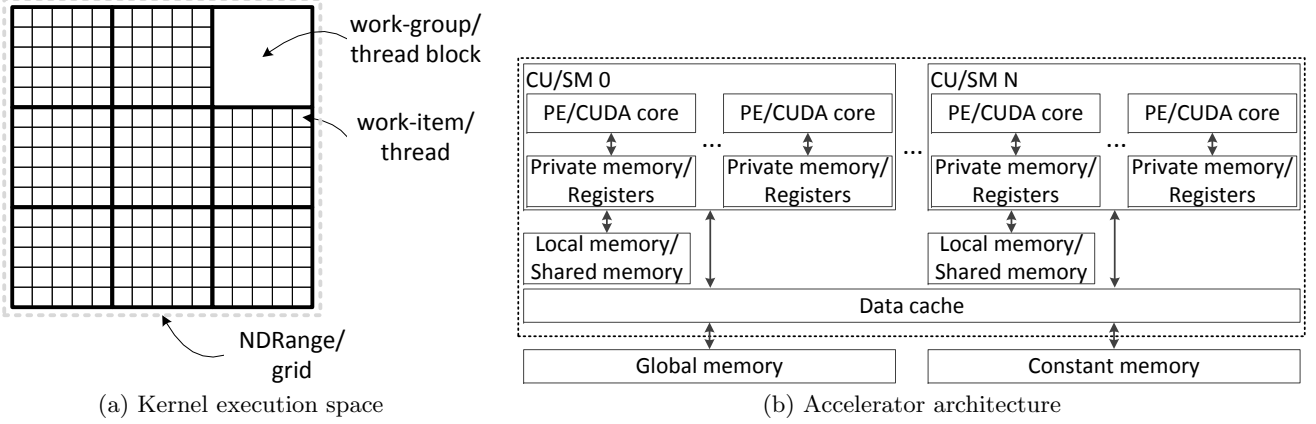 work-group/
thread block
work-item/
thread
NDRange/
grid
(a) Kernel execution space
CU/SM 0
PE/CUDA core
PE/CUDA core
...
Private memory/
Registers
Private memory/
Registers
Local memory/
Shared memory
...
CU/SM N
PE/CUDA core
PE/CUDA core
...
Private memory/
Registers
Private memory/
Registers
Local memory/
Shared memory
Data cache
Global memory
Constant memory
(b) Accelerator architecture